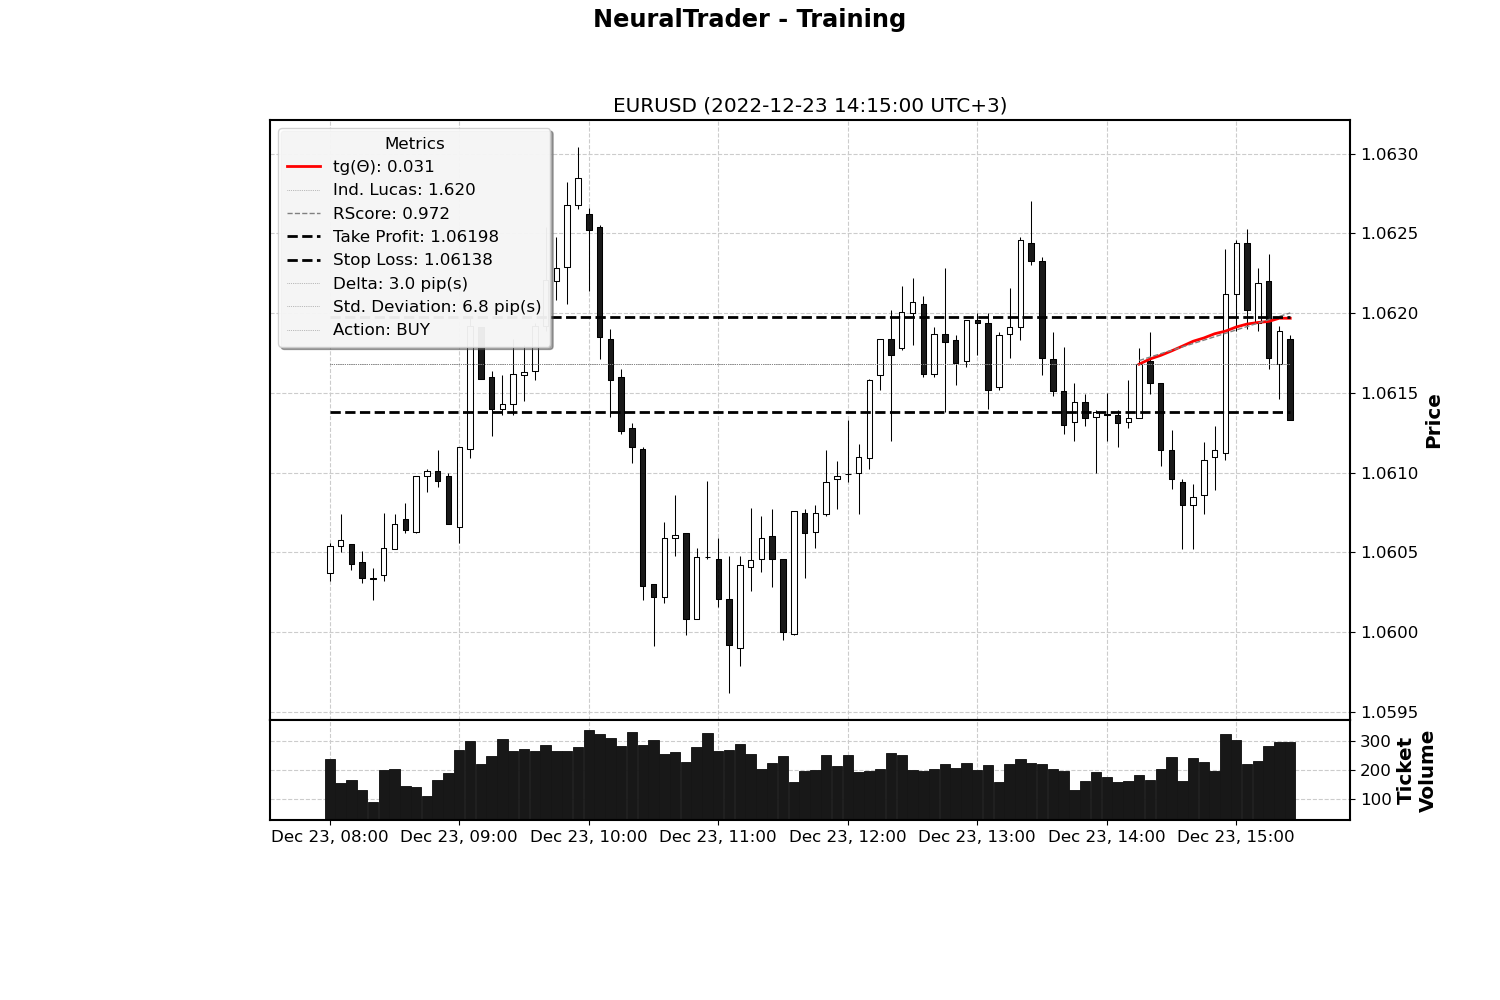 NeuralTrader - Training
EURUSD (2022-12-23 14:15:00 UTC+3)
Metrics
tg(Θ): 0.031
Ind. Lucas: 1.620
RScore: 0.972
Take Profit: 1.06198
Stop Loss: 1.06138
Delta: 3.0 pip(s)
Std. Deviation: 6.8 pip(s)
Action: BUY
1.0630
1.0625
1.0620
1.0615
1.0610
1.0605
1.0600
1.0595
Price
300
200
100
Ticket
Volume
Dec 23, 08:00 Dec 23, 09:00 Dec 23, 10:00 Dec 23, 11:00 Dec 23, 12:00 Dec 23, 13:00 Dec 23, 14:00 Dec 23, 15:00